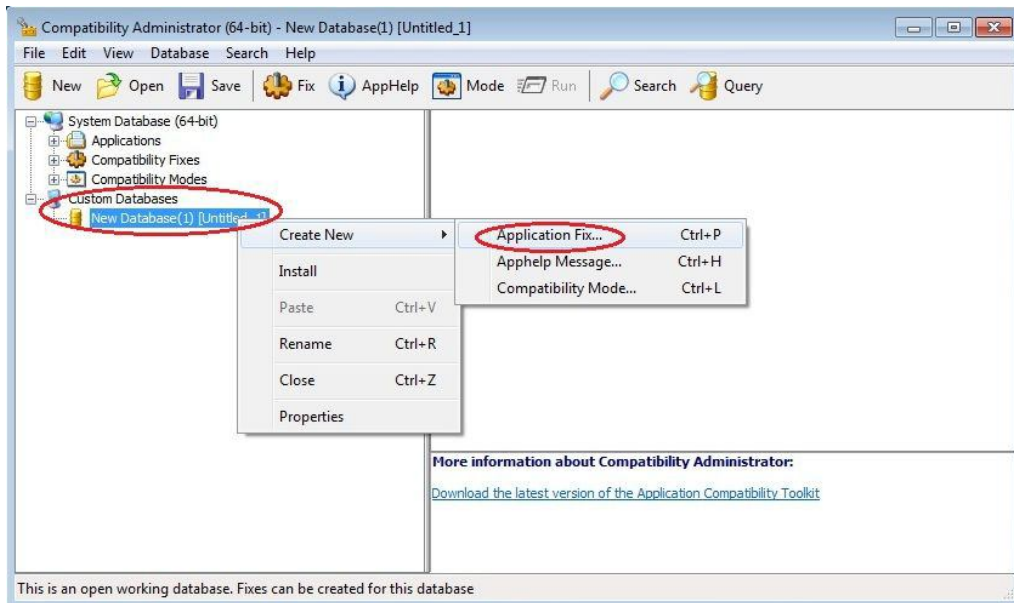 Compatibility Administrator (64-bit) - New Database(1) [Untitled_1]
File Edit View Database Search Help
New Open Save Fix AppHelp Mode Run Search Query
System Database (64-bit)
Applications
Compatibility Fixes
Compatibility Modes
Custom Databases
New Database(1) [Untitled_1]
Create New
Install
Paste Ctrl+V
Rename Ctrl+R
Close Ctrl+Z
Properties
Application Fix... Ctrl+P
Apphelp Message... Ctrl+H
Compatibility Mode... Ctrl+L
More information about Compatibility Administrator:
Download the latest version of the Application Compatibility Toolkit
This is an open working database. Fixes can be created for this database